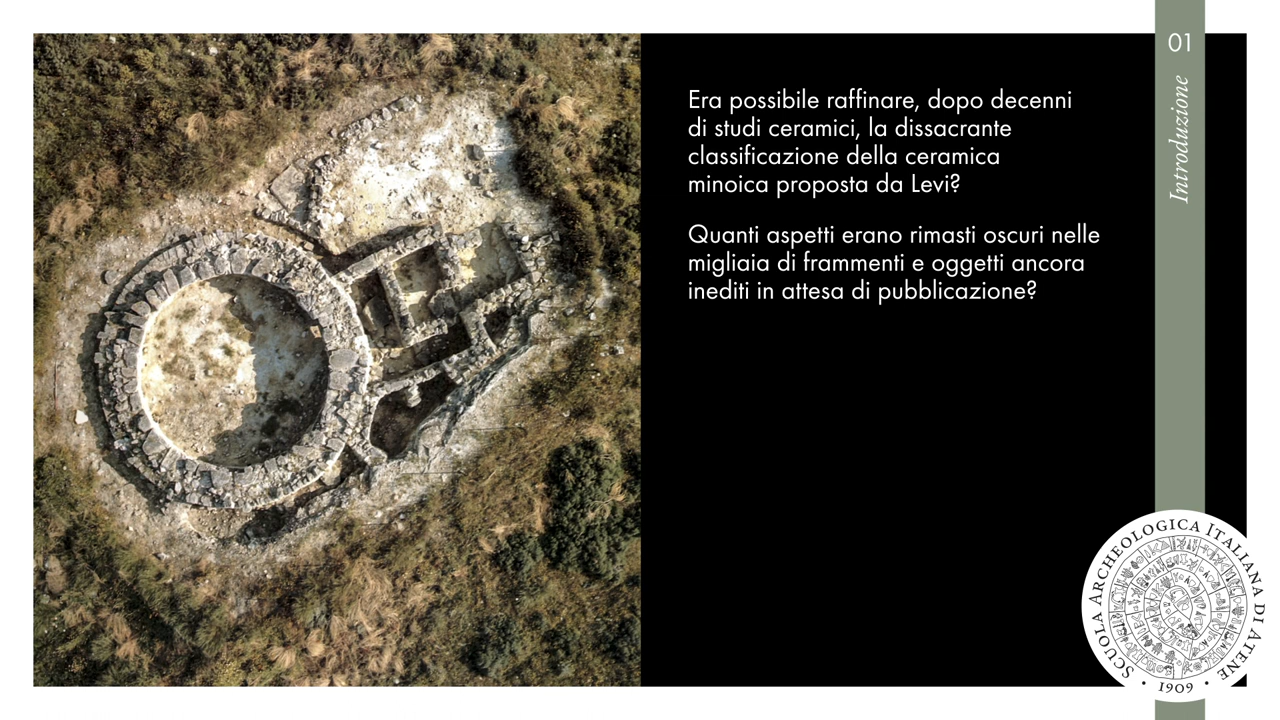 Era possibile raffinare, dopo decenni
di studi ceramici, la dissacrante
classificazione della ceramica
minoica proposta da Levi?
Quanti aspetti erano rimasti oscuri nelle
migliaia di frammenti e oggetti ancora
inediti in attesa di pubblicazione?
01
Introduzione
SCUOLA ARCHEOLOGICA ITALIANA DI ATENE
• 1909 •